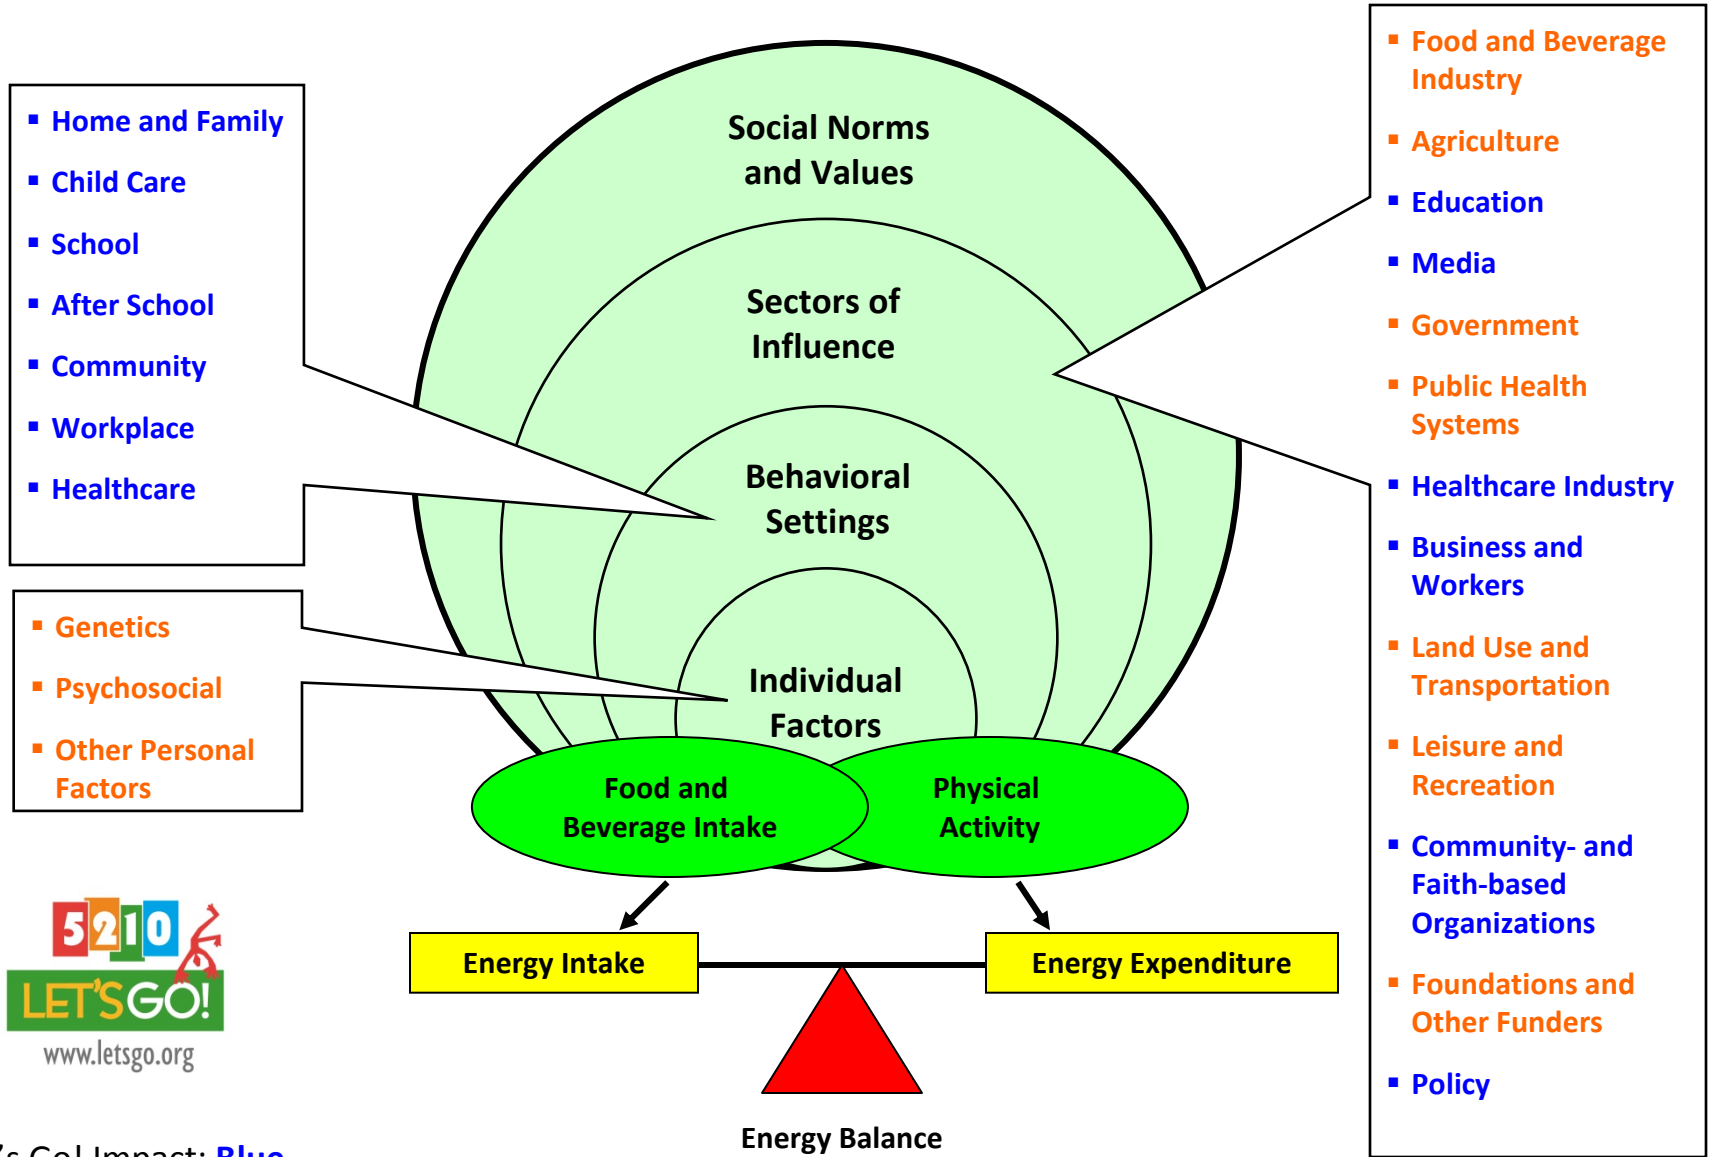 Social Norms
and Values
Sectors of
Influence
Behavioral
Settings
Individual
Factors
Food and
Beverage Intake
Physical
Activity
Energy Intake
Energy Expenditure
Energy Balance
▪ Home and Family
▪ Child Care
▪ School
▪ After School
▪ Community
▪ Workplace
▪ Healthcare
▪ Genetics
▪ Psychosocial
▪ Other Personal
Factors
▪ Food and Beverage
Industry
▪ Agriculture
▪ Education
▪ Media
▪ Government
▪ Public Health
Systems
▪ Healthcare Industry
▪ Business and
Workers
▪ Land Use and
Transportation
▪ Leisure and
Recreation
▪ Community- and
Faith-based
Organizations
▪ Foundations and
Other Funders
▪ Policy
5210
LET'S GO!
www.letsgo.org
's Go! Impact: Blue